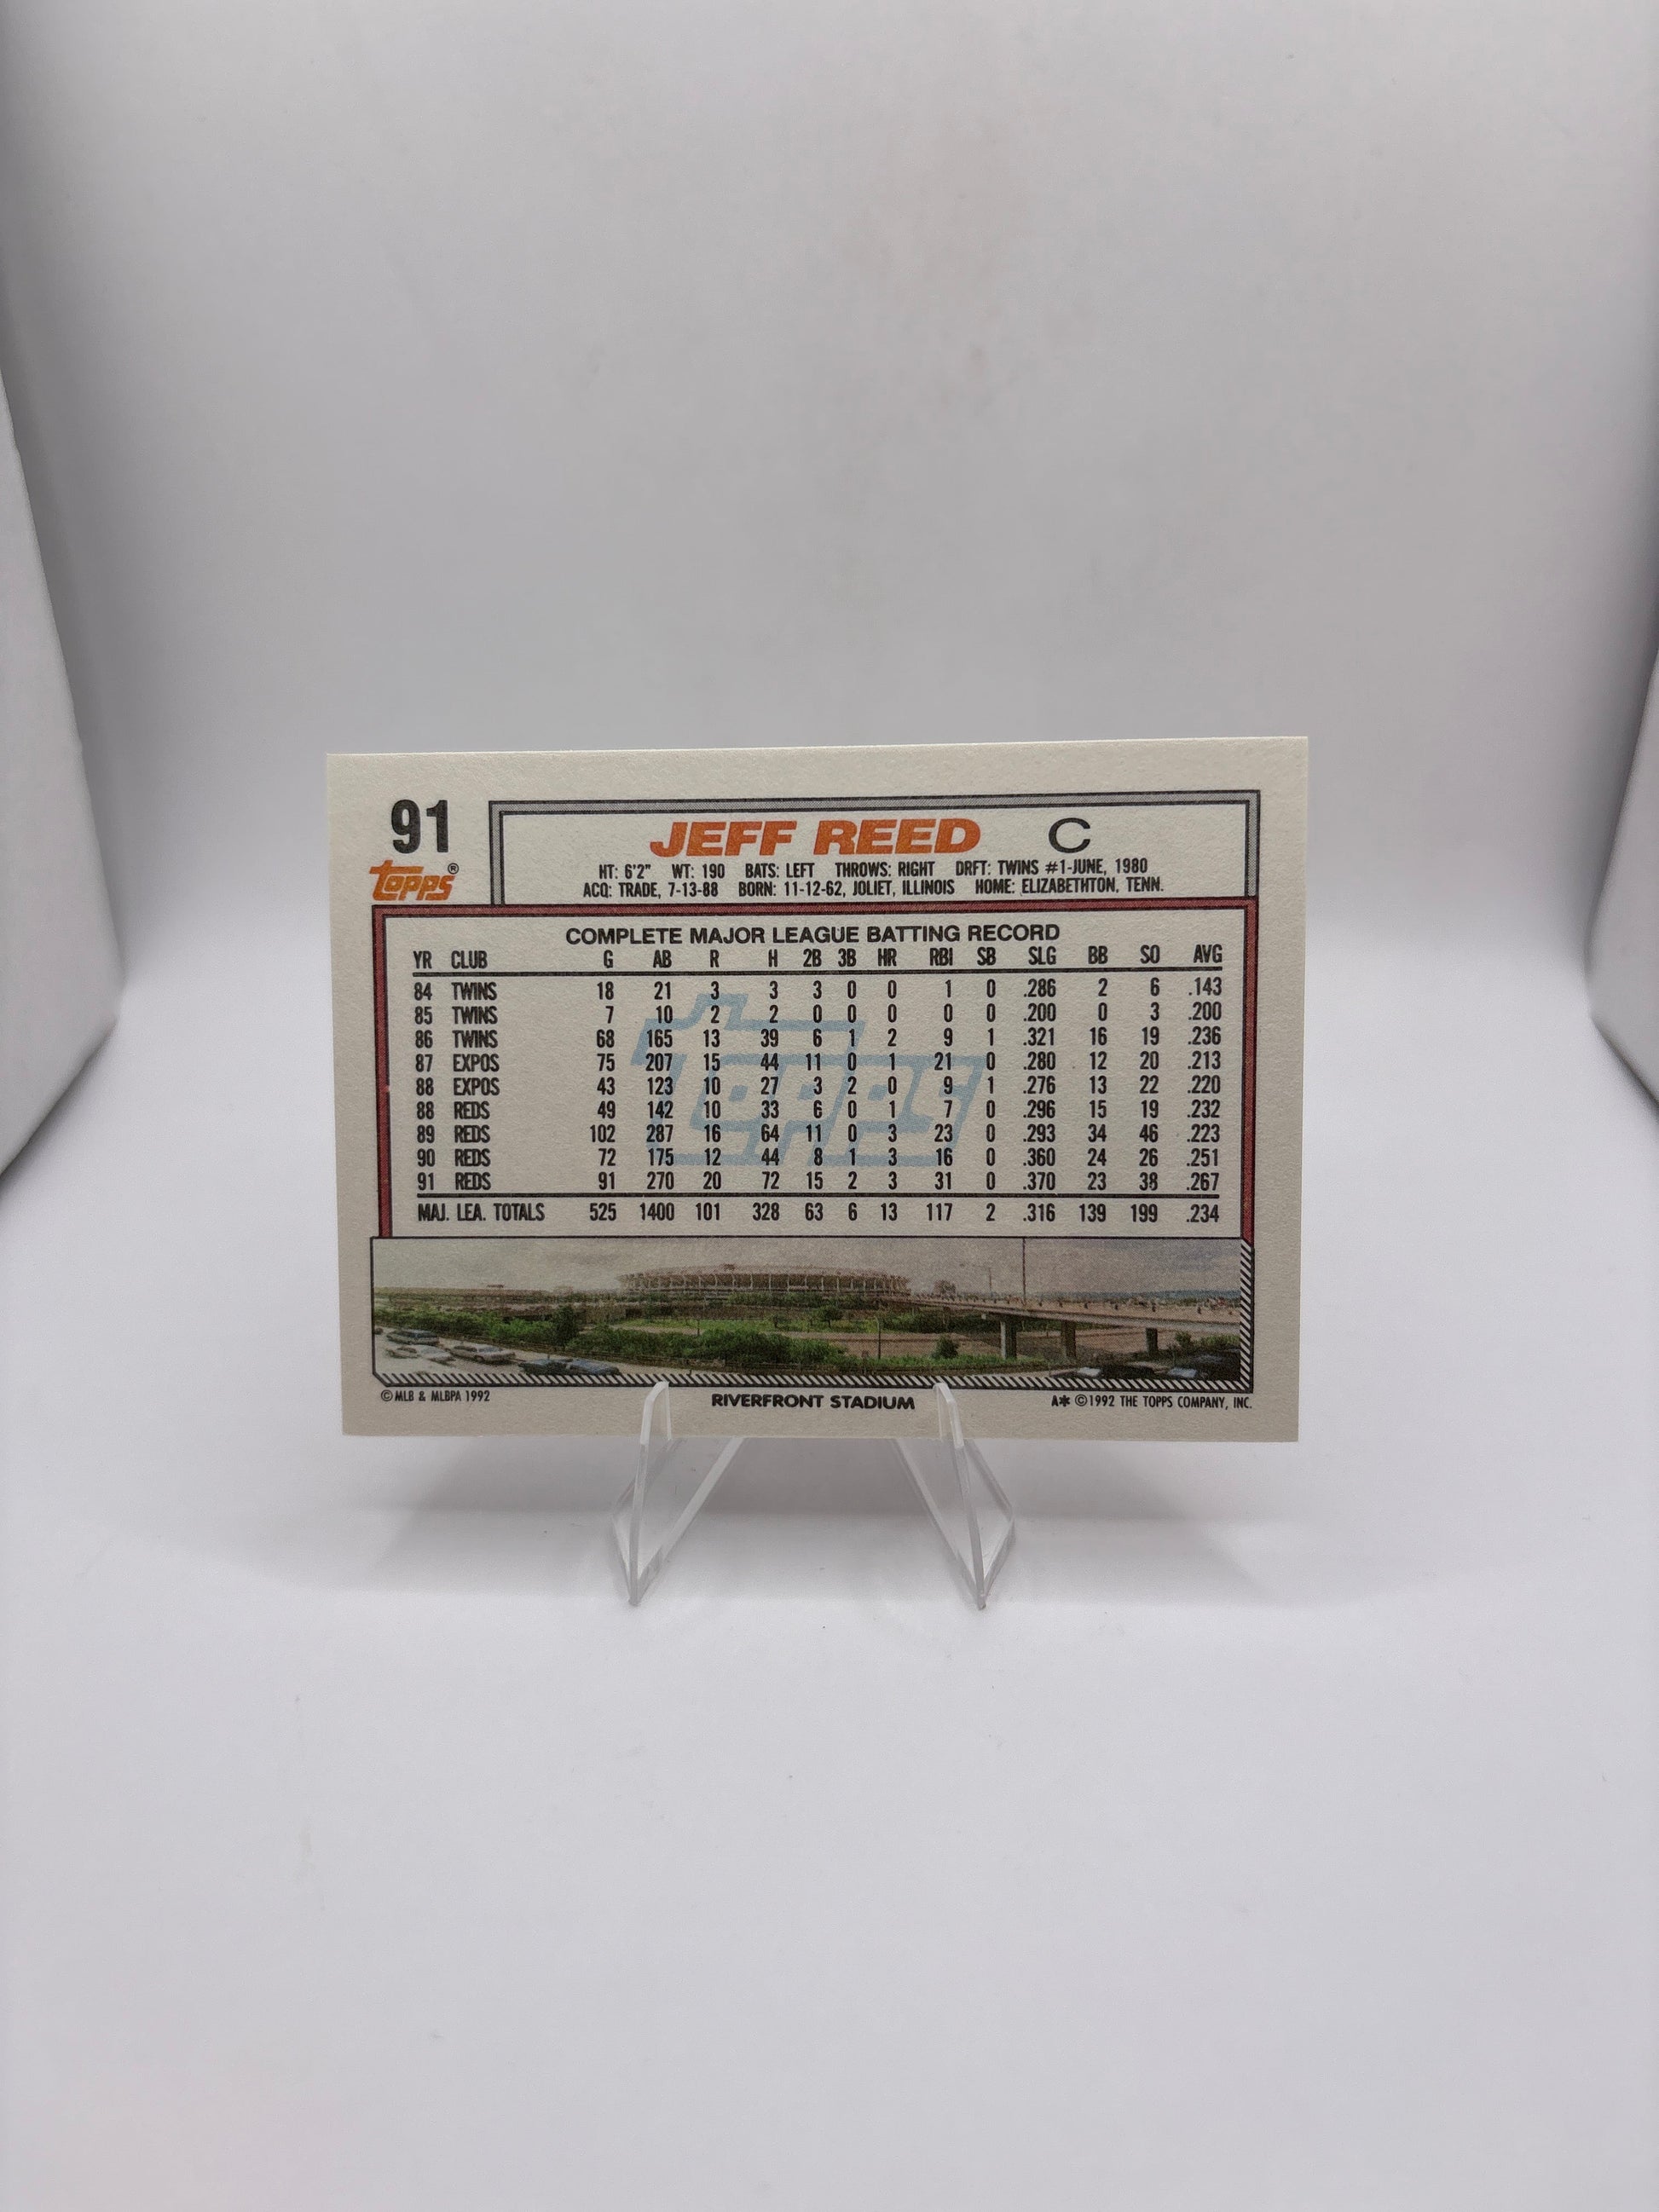 91
JEFF REED C
topps®
HT: 6'2" WT: 190 BATS: LEFT THROWS: RIGHT DRFT: TWINS #1-JUNE, 1980
ACQ: TRADE, 7-13-88 BORN: 11-12-62, JOLIET, ILLINOIS HOME: ELIZABETHTON, TENN.
COMPLETE MAJOR LEAGUE BATTING RECORD
YR CLUB G AB R H 2B 3B HR RBI SB SLG BB SO AVG
84 TWINS 18 21 3 3 3 0 0 1 0 .286 2 6 .143
85 TWINS 7 10 2 2 0 0 0 0 0 .200 0 3 .200
86 TWINS 68 165 13 39 6 1 2 9 1 .321 16 19 .236
87 EXPOS 75 207 15 44 11 0 1 21 0 .280 12 20 .213
88 EXPOS 43 123 10 27 3 2 0 9 1 .276 13 22 .220
88 REDS 49 142 10 33 6 0 1 7 0 .296 15 19 .232
89 REDS 102 287 16 64 11 0 3 23 0 .293 34 46 .223
90 REDS 72 175 12 44 8 1 3 16 0 .360 24 26 .251
91 REDS 91 270 20 72 15 2 3 31 0 .370 23 38 .267
MAJ. LEA. TOTALS 525 1400 101 328 63 6 13 117 2 .316 139 199 .234
Topps
© MLB & MLBPA 1992 RIVERFRONT STADIUM A* © 1992 THE TOPPS COMPANY, INC.